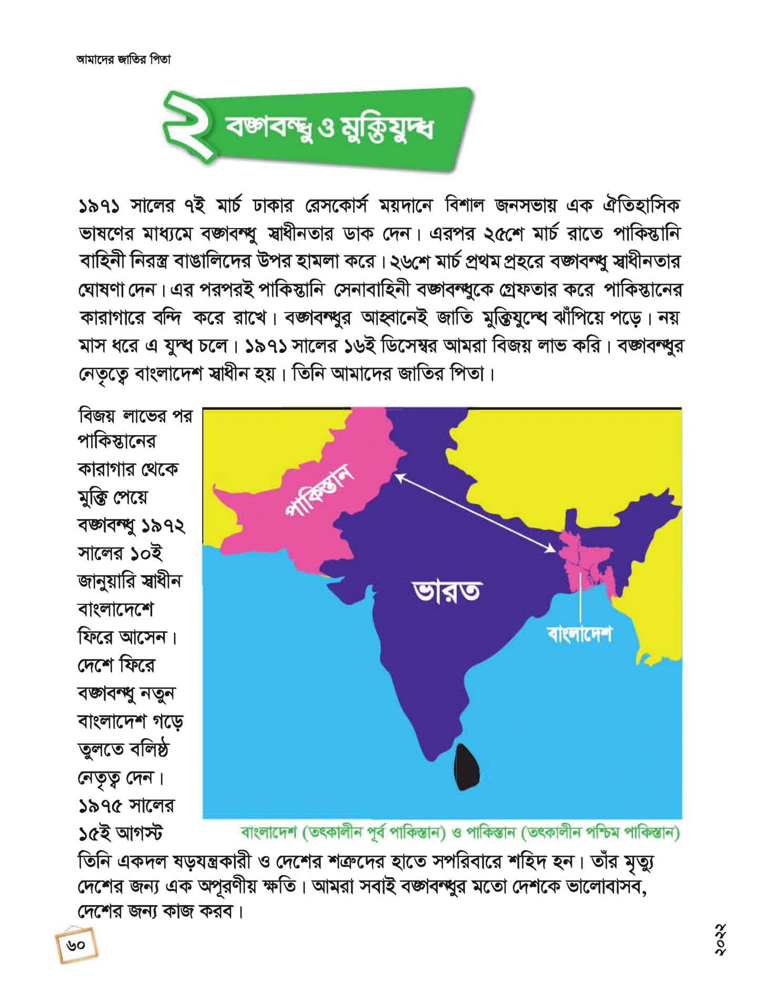 আমাদের জাতির পিতা
২ বঙ্গবন্ধু ও মুক্তিযুদ্ধ
১৯৭১ সালের ৭ই মার্চ ঢাকার রেসকোর্স ময়দানে বিশাল জনসভায় এক ঐতিহাসিক
ভাষণের মাধ্যমে বঙ্গবন্ধু স্বাধীনতার ডাক দেন। এরপর ২৫শে মার্চ রাতে পাকিস্তানি
বাহিনী নিরস্ত্র বাঙালিদের উপর হামলা করে। ২৬শে মার্চ প্রথম প্রহরে বঙ্গবন্ধু স্বাধীনতার
ঘোষণা দেন। এর পরপরই পাকিস্তানি সেনাবাহিনী বঙ্গবন্ধুকে গ্রেফতার করে পাকিস্তানের
কারাগারে বন্দি করে রাখে। বঙ্গবন্ধুর আহ্বানেই জাতি মুক্তিযুদ্ধে ঝাঁপিয়ে পড়ে। নয়
মাস ধরে এ যুদ্ধ চলে। ১৯৭১ সালের ১৬ই ডিসেম্বর আমরা বিজয় লাভ করি। বঙ্গবন্ধুর
নেতৃত্বে বাংলাদেশ স্বাধীন হয়। তিনি আমাদের জাতির পিতা।
বিজয় লাভের পর
পাকিস্তানের
কারাগার থেকে
মুক্তি পেয়ে
বঙ্গবন্ধু ১৯৭২
সালের ১০ই
জানুয়ারি স্বাধীন
বাংলাদেশে
ফিরে আসেন।
দেশে ফিরে
বঙ্গবন্ধু নতুন
বাংলাদেশ গড়ে
তুলতে বলিষ্ঠ
নেতৃত্ব দেন।
১৯৭৫ সালের
১৫ই আগস্ট
পাকিস্তান
ভারত
বাংলাদেশ
বাংলাদেশ (তৎকালীন পূর্ব পাকিস্তান) ও পাকিস্তান (তৎকালীন পশ্চিম পাকিস্তান)
তিনি একদল ষড়যন্ত্রকারী ও দেশের শত্রুদের হাতে সপরিবারে শহিদ হন। তাঁর মৃত্যু
দেশের জন্য এক অপূরণীয় ক্ষতি। আমরা সবাই বঙ্গবন্ধুর মতো দেশকে ভালোবাসব,
দেশের জন্য কাজ করব।
৬০
২০২২